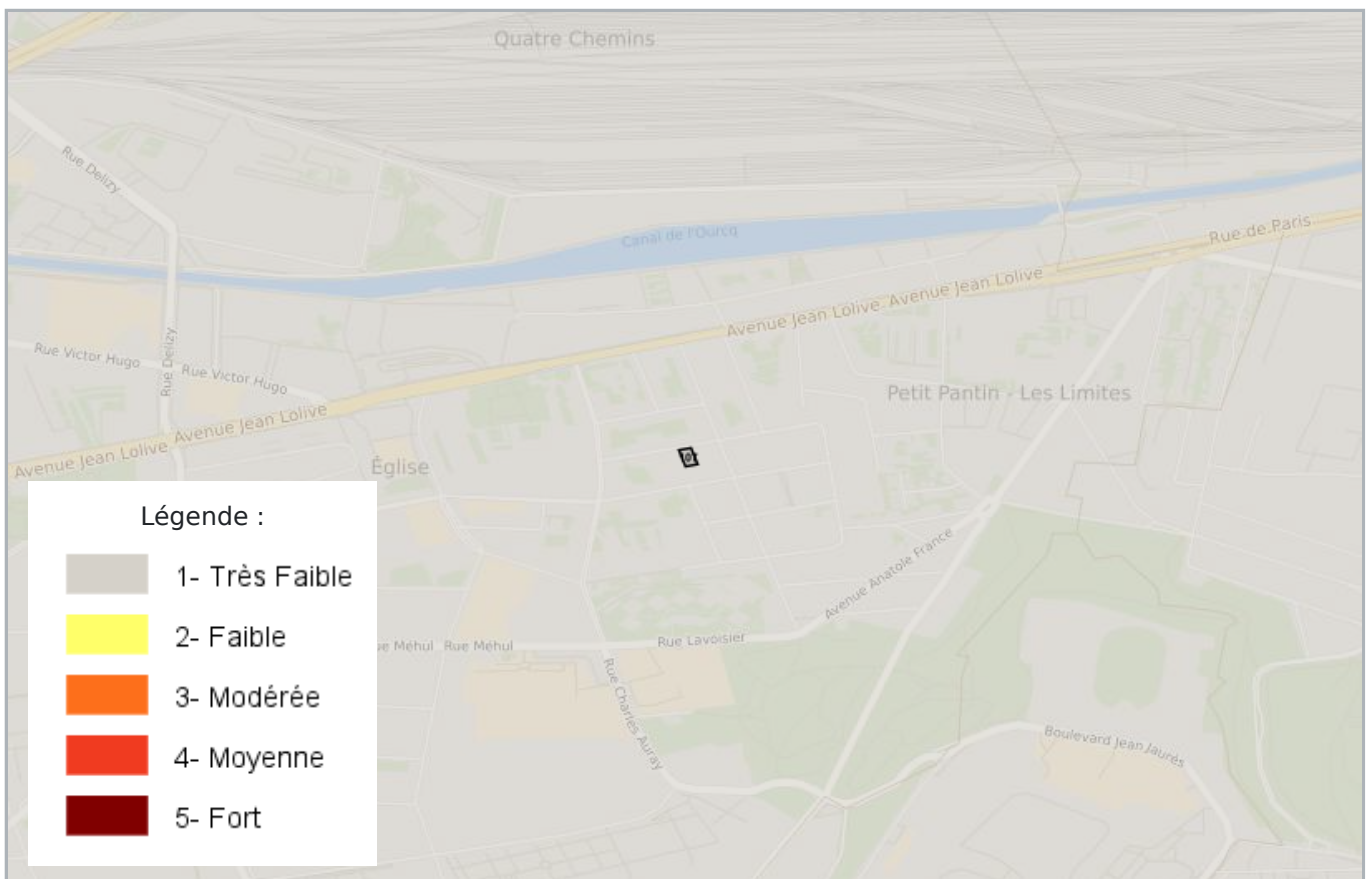 Quatre Chemins
Rue Delizy
Canal de l'Ourcq
Rue de Paris
Avenue Jean Lolive
Avenue Jean Lolive
Rue Victor Hugo
Rue Delizy
Rue Victor Hugo
Petit Pantin - Les Limites
Avenue Jean Lolive
Avenue Jean Lolive
Église
Légende :
1- Très Faible
2- Faible
3- Modérée
4- Moyenne
5- Fort
Avenue Anatole France
Méhul
Rue Méhul
Rue Lavoisier
Rue Charles Auray
Boulevard Jean Jaurès